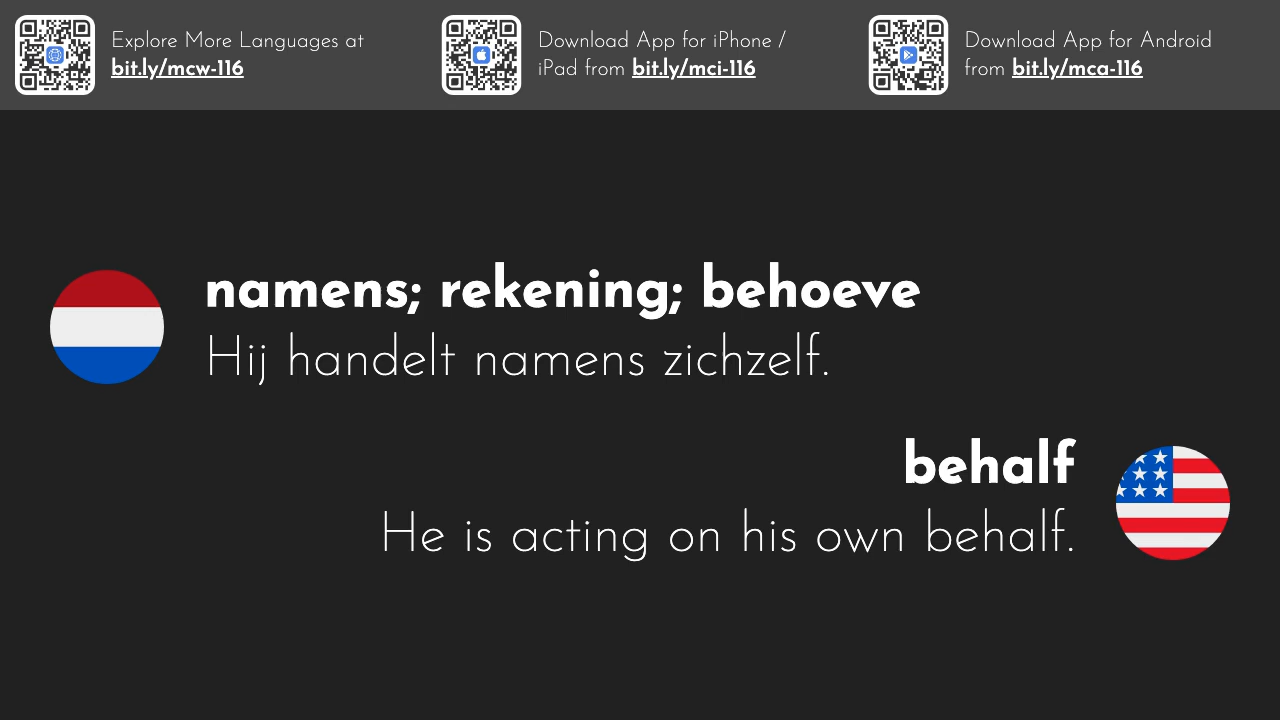 Explore More Languages at
bit.ly/mcw-116
Download App for iPhone /
iPad from bit.ly/mci-116
Download App for Android
from bit.ly/mca-116
namens; rekening; behoeve
Hij handelt namens zichzelf.
behalf
He is acting on his own behalf.